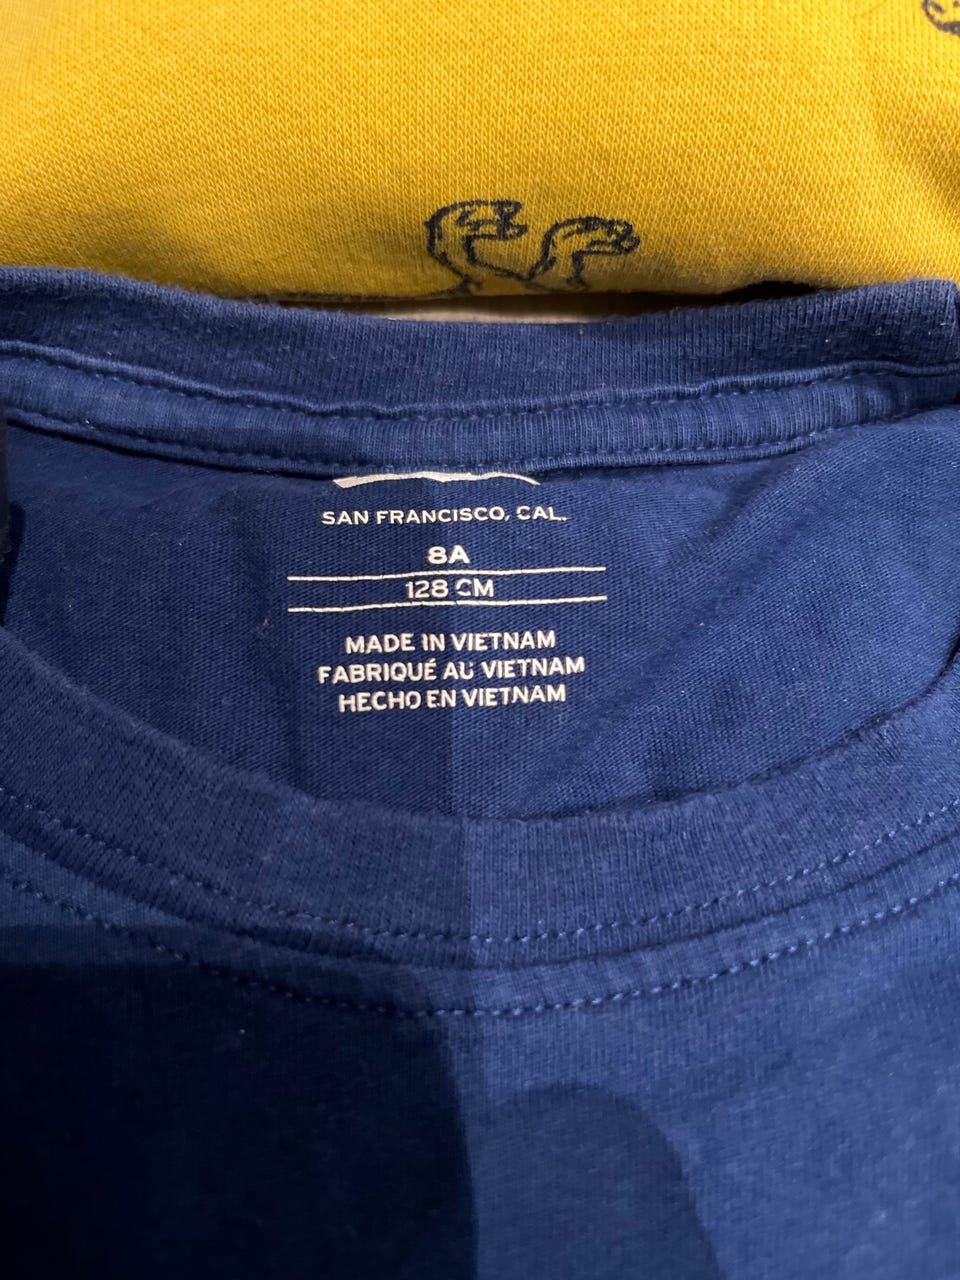 SAN FRANCISCO, CAL.
8A
128 CM
MADE IN VIETNAM
FABRIQUÉ AU VIETNAM
HECHO EN VIETNAM